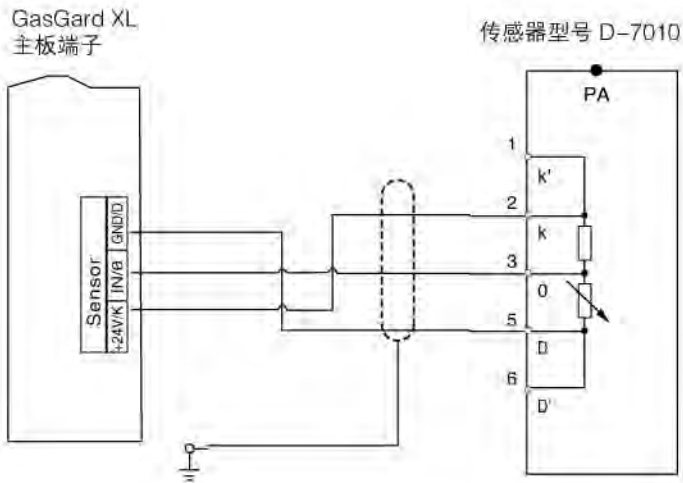 GasGard XL
主板端子
传感器型号 D-7010
PA
Sensor
GND/D
IN/θ
+24V/K
1
k'
2
k
3
0
5
D
6
D'